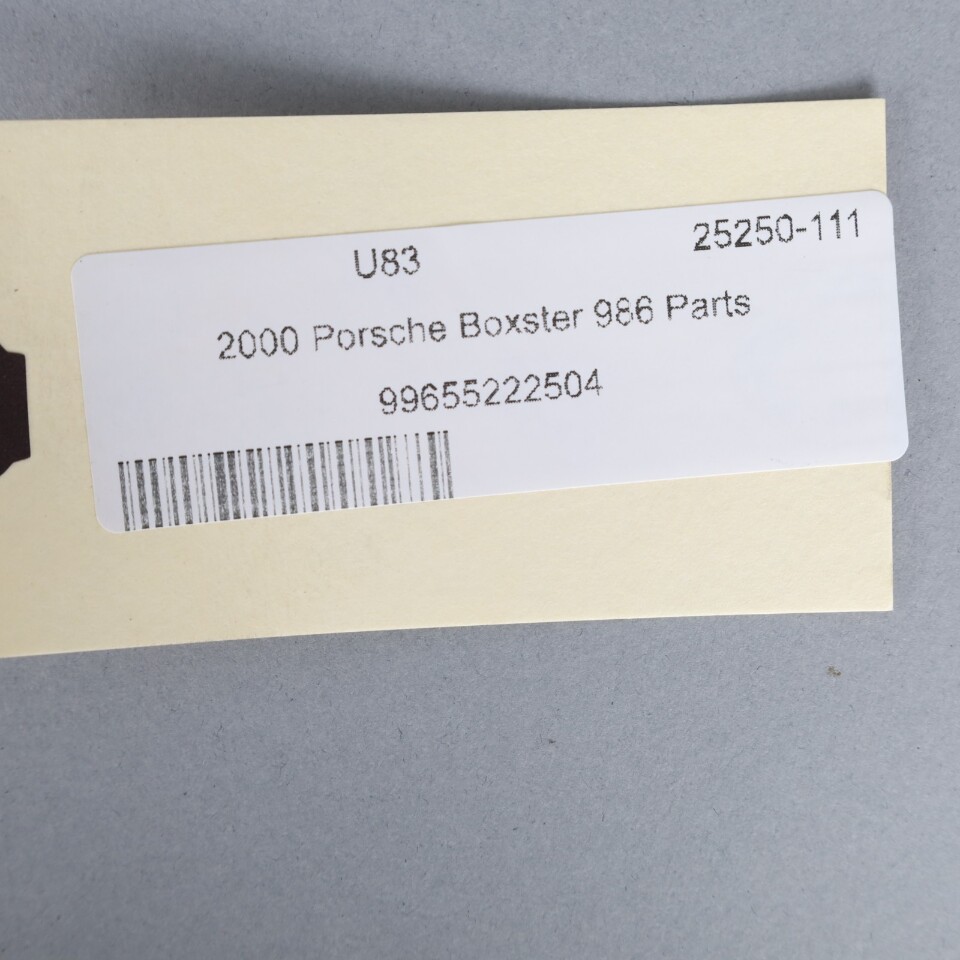 U83 25250-111
2000 Porsche Boxster 986 Parts
99655222504